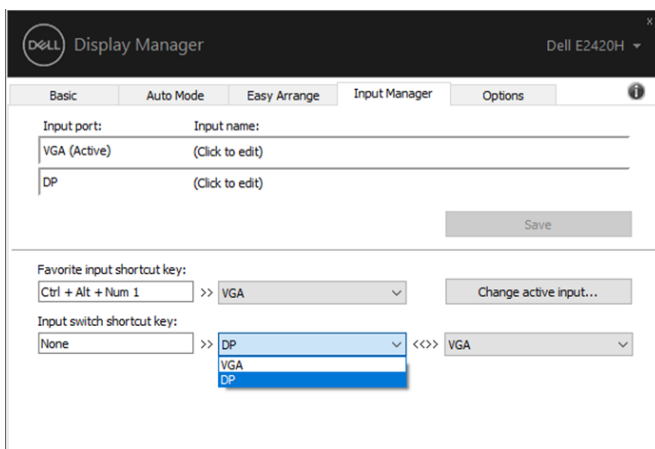 x
DELL Display Manager Dell E2420H
Basic Auto Mode Easy Arrange Input Manager Options i
Input port: Input name:
VGA (Active) (Click to edit)
DP (Click to edit)
Save
Favorite input shortcut key:
Ctrl + Alt + Num 1 >> VGA Change active input...
Input switch shortcut key:
None >> DP <<>> VGA
VGA
DP